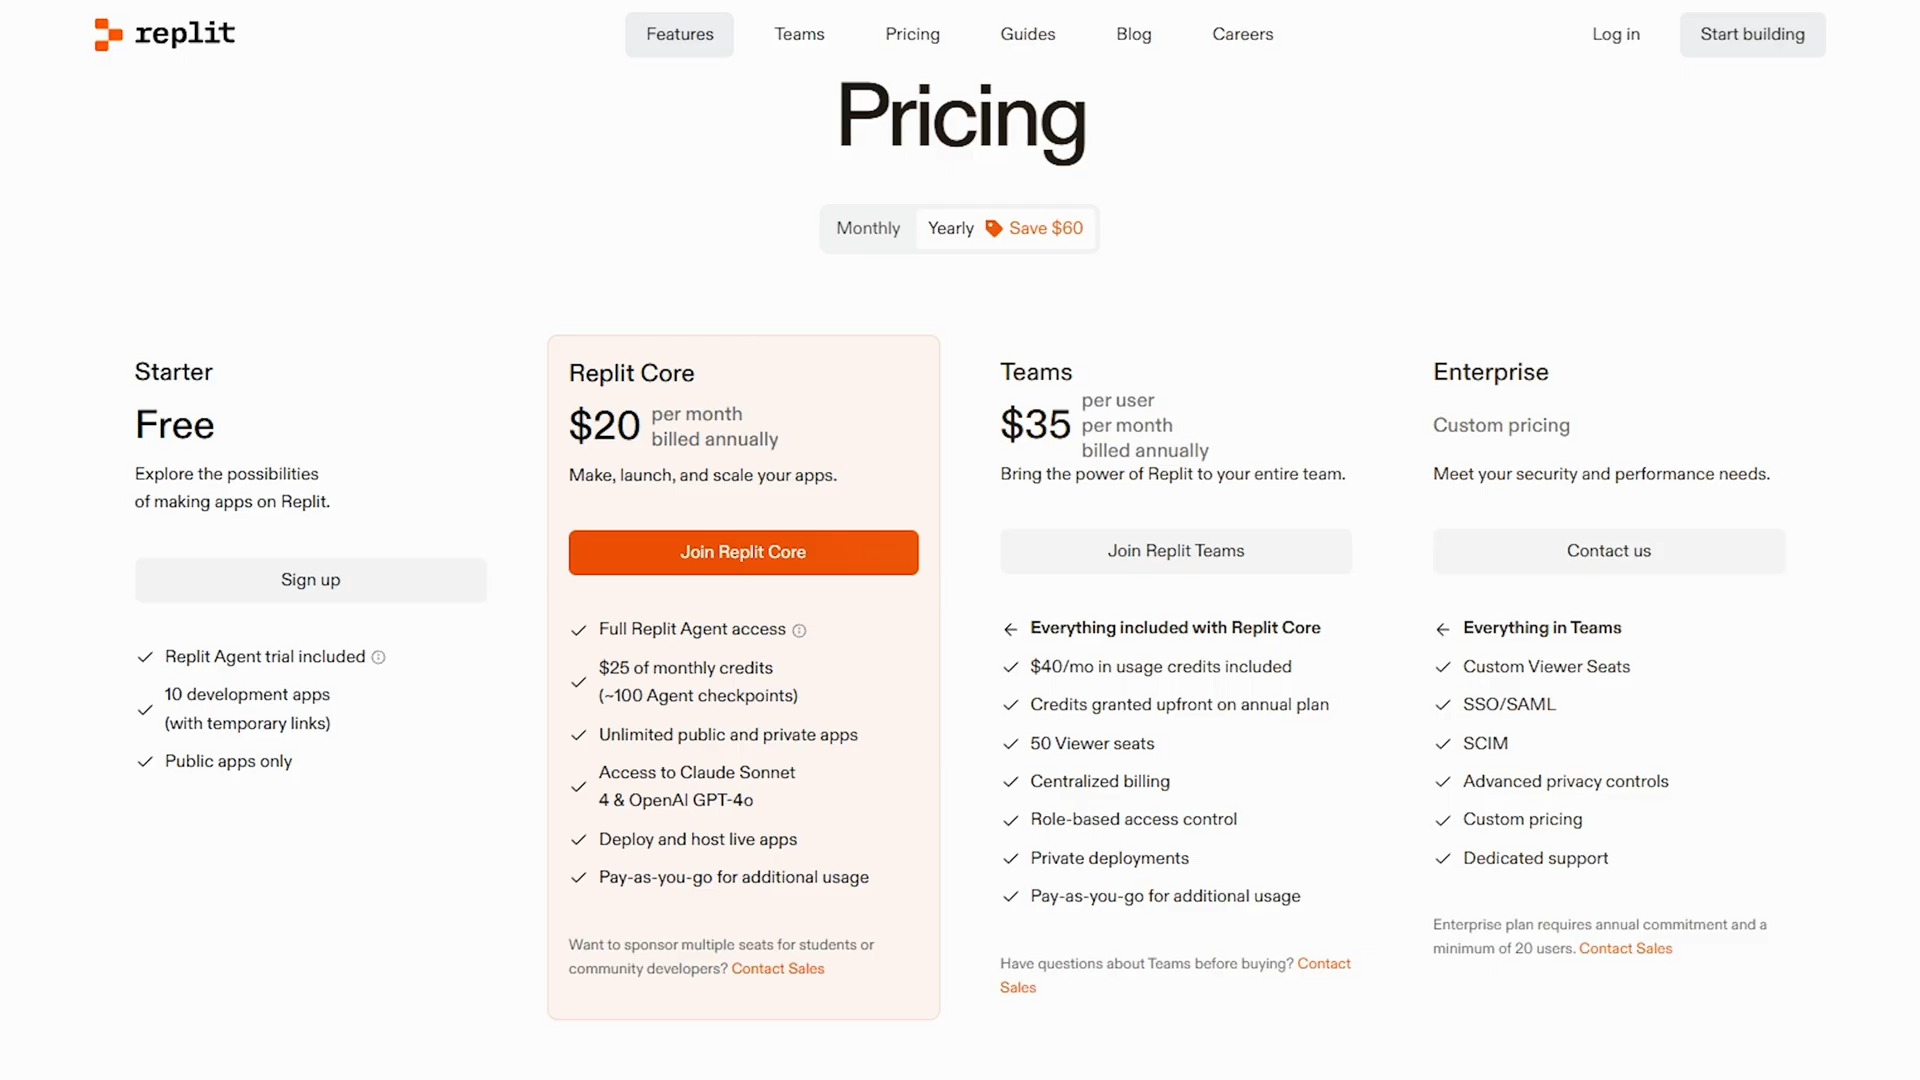 replit
Features
Teams
Pricing
Guides
Blog
Careers
Log in
Start building
Pricing
Monthly
Yearly
Save $60
Starter
Free
Explore the possibilities
of making apps on Replit.
Sign up
Replit Agent trial included
10 development apps
(with temporary links)
Public apps only
Replit Core
$20
per month
billed annually
Make, launch, and scale your apps.
Join Replit Core
Full Replit Agent access
$25 of monthly credits
(~100 Agent checkpoints)
Unlimited public and private apps
Access to Claude Sonnet
4 & OpenAI GPT-4o
Deploy and host live apps
Pay-as-you-go for additional usage
Want to sponsor multiple seats for students or
community developers? Contact Sales
Teams
$35
per user
per month
billed annually
Bring the power of Replit to your entire team.
Join Replit Teams
Everything included with Replit Core
$40/mo in usage credits included
Credits granted upfront on annual plan
50 Viewer seats
Centralized billing
Role-based access control
Private deployments
Pay-as-you-go for additional usage
Have questions about Teams before buying? Contact
Sales
Enterprise
Custom pricing
Meet your security and performance needs.
Contact us
Everything in Teams
Custom Viewer Seats
SSO/SAML
SCIM
Advanced privacy controls
Custom pricing
Dedicated support
Enterprise plan requires annual commitment and a
minimum of 20 users. Contact Sales